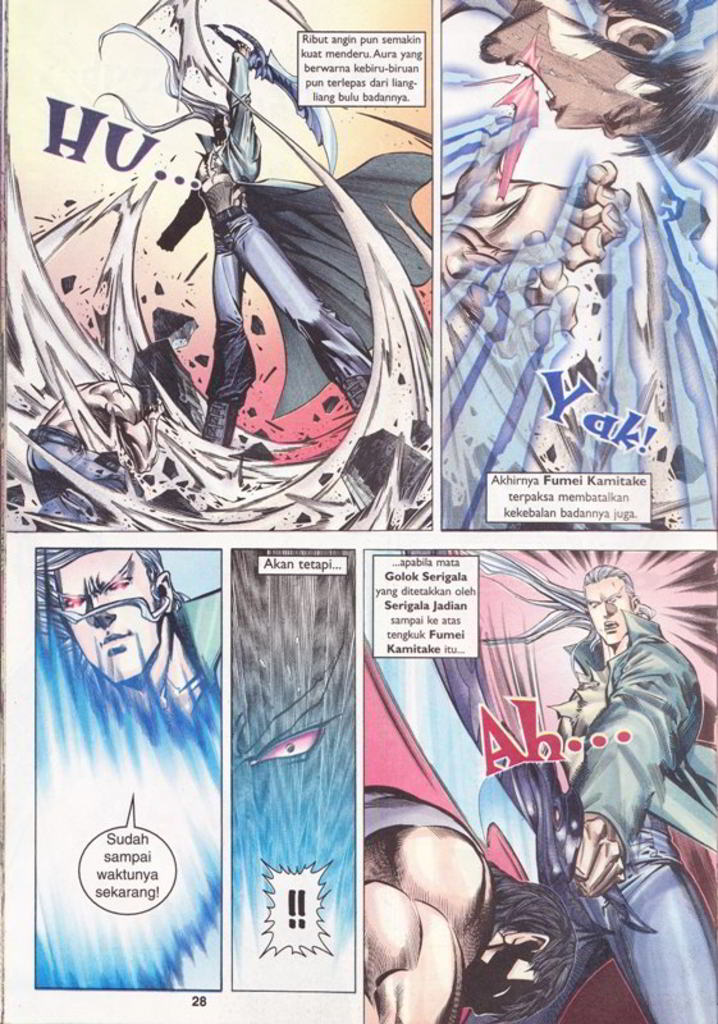 Ribut angin pun semakin
kuat menderu. Aura yang
berwarna kebiru-biruan
pun terlepas dari liang-
liang bulu badannya.
HU...
Yak!
Akhirnya Fumei Kamitake
terpaksa membatalkan
kekebalan badannya juga.
Sudah
sampai
waktunya
sekarang!
Akan tetapi...
!!
...apabila mata
Golok Serigala
yang ditetakkan oleh
Serigala Jadian
sampai ke atas
tengkuk Fumei
Kamitake itu...
Ah...
28